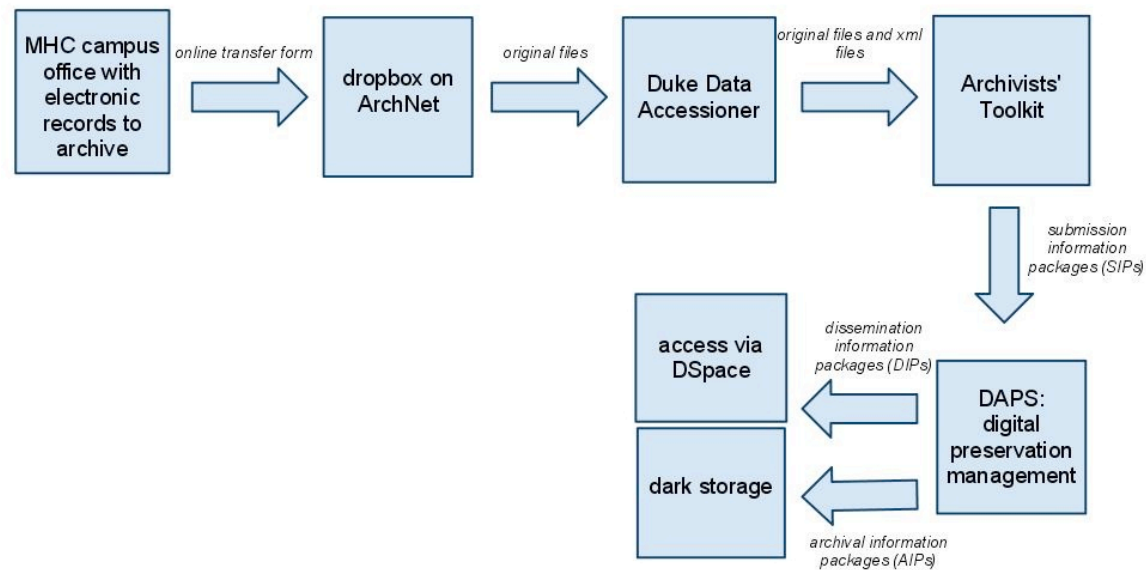 MHC campus
office with
electronic
records to
archive
online transfer form
dropbox on
ArchNet
original files
Duke Data
Accessioner
original files and xml
files
Archivists'
Toolkit
submission
information
packages (SIPs)
DAPS:
digital
preservation
management
dissemination
information
packages (DIPs)
access via
DSpace
archival information
packages (AIPs)
dark storage